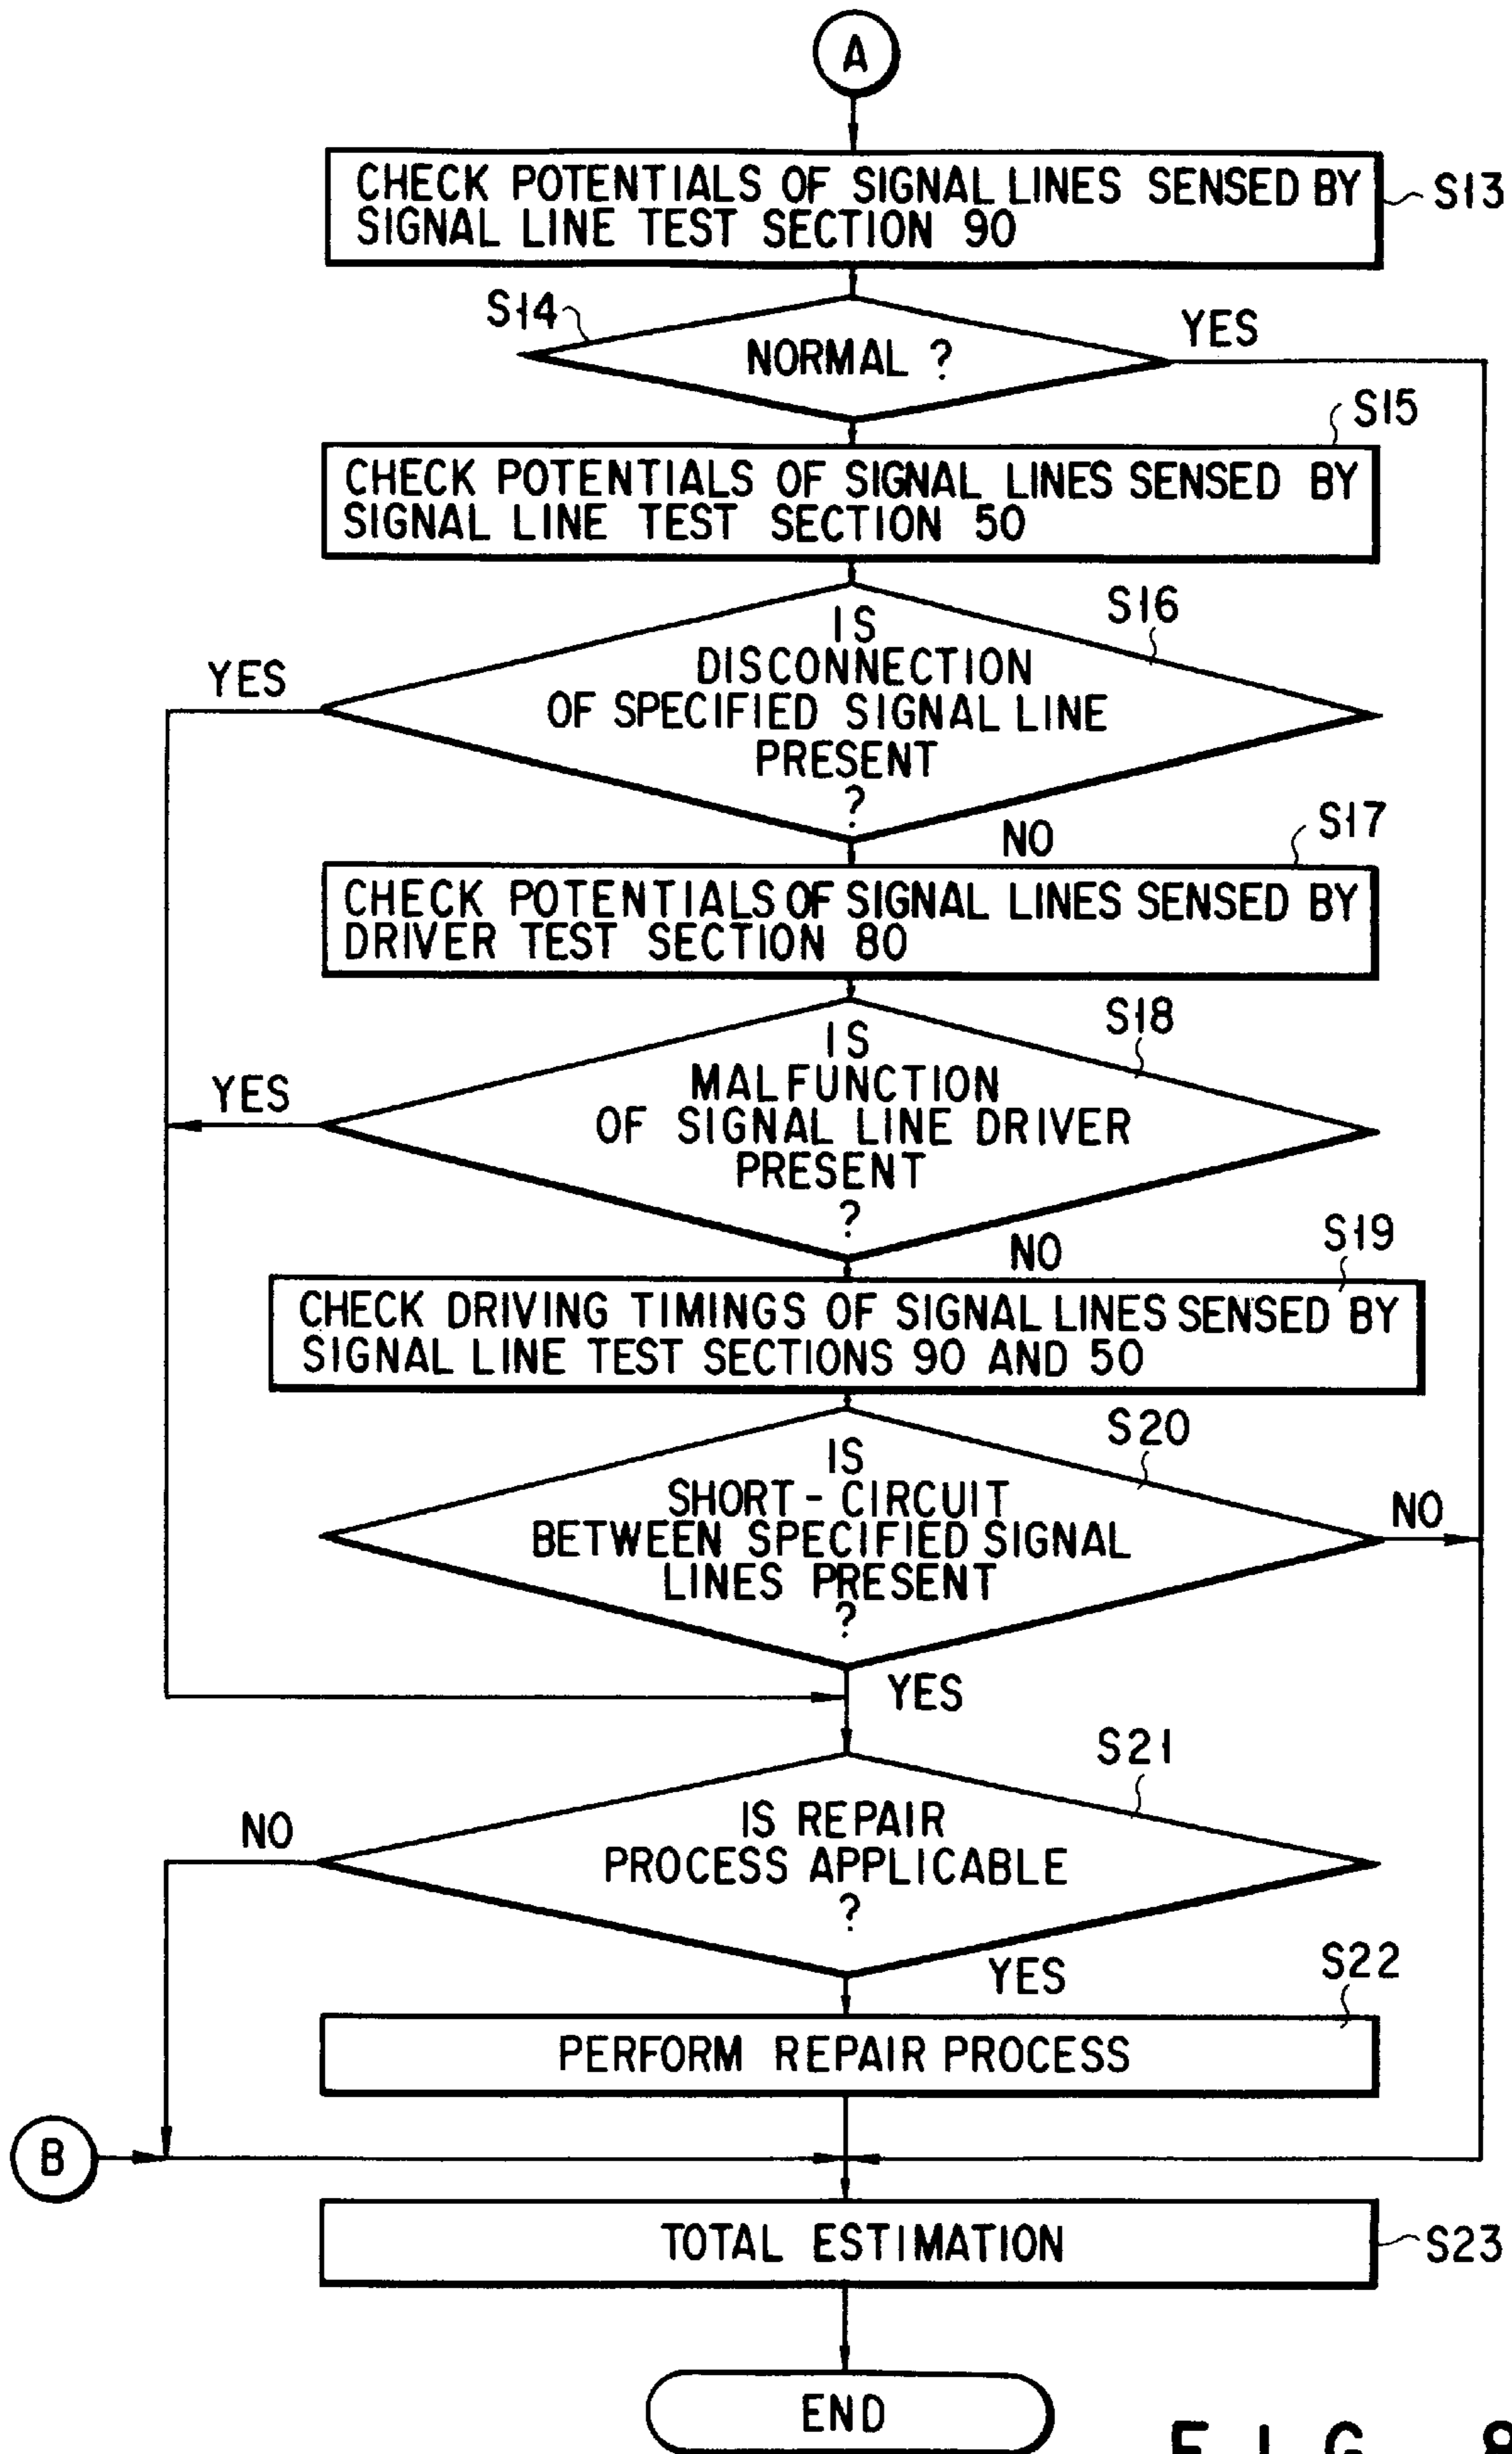 A
CHECK POTENTIALS OF SIGNAL LINES SENSED BY
SIGNAL LINE TEST SECTION 90
S13
S14
NORMAL ?
YES
S15
CHECK POTENTIALS OF SIGNAL LINES SENSED BY
SIGNAL LINE TEST SECTION 50
S16
IS
DISCONNECTION
OF SPECIFIED SIGNAL LINE
PRESENT
?
YES
NO
S17
CHECK POTENTIALS OF SIGNAL LINES SENSED BY
DRIVER TEST SECTION 80
S18
IS
MALFUNCTION
OF SIGNAL LINE DRIVER
PRESENT
?
YES
NO
S19
CHECK DRIVING TIMINGS OF SIGNAL LINES SENSED BY
SIGNAL LINE TEST SECTIONS 90 AND 50
S20
IS
SHORT-CIRCUIT
BETWEEN SPECIFIED SIGNAL
LINES PRESENT
?
NO
YES
S21
IS REPAIR
PROCESS APPLICABLE
?
NO
YES
S22
PERFORM REPAIR PROCESS
B
TOTAL ESTIMATION
S23
END
FIG. 8